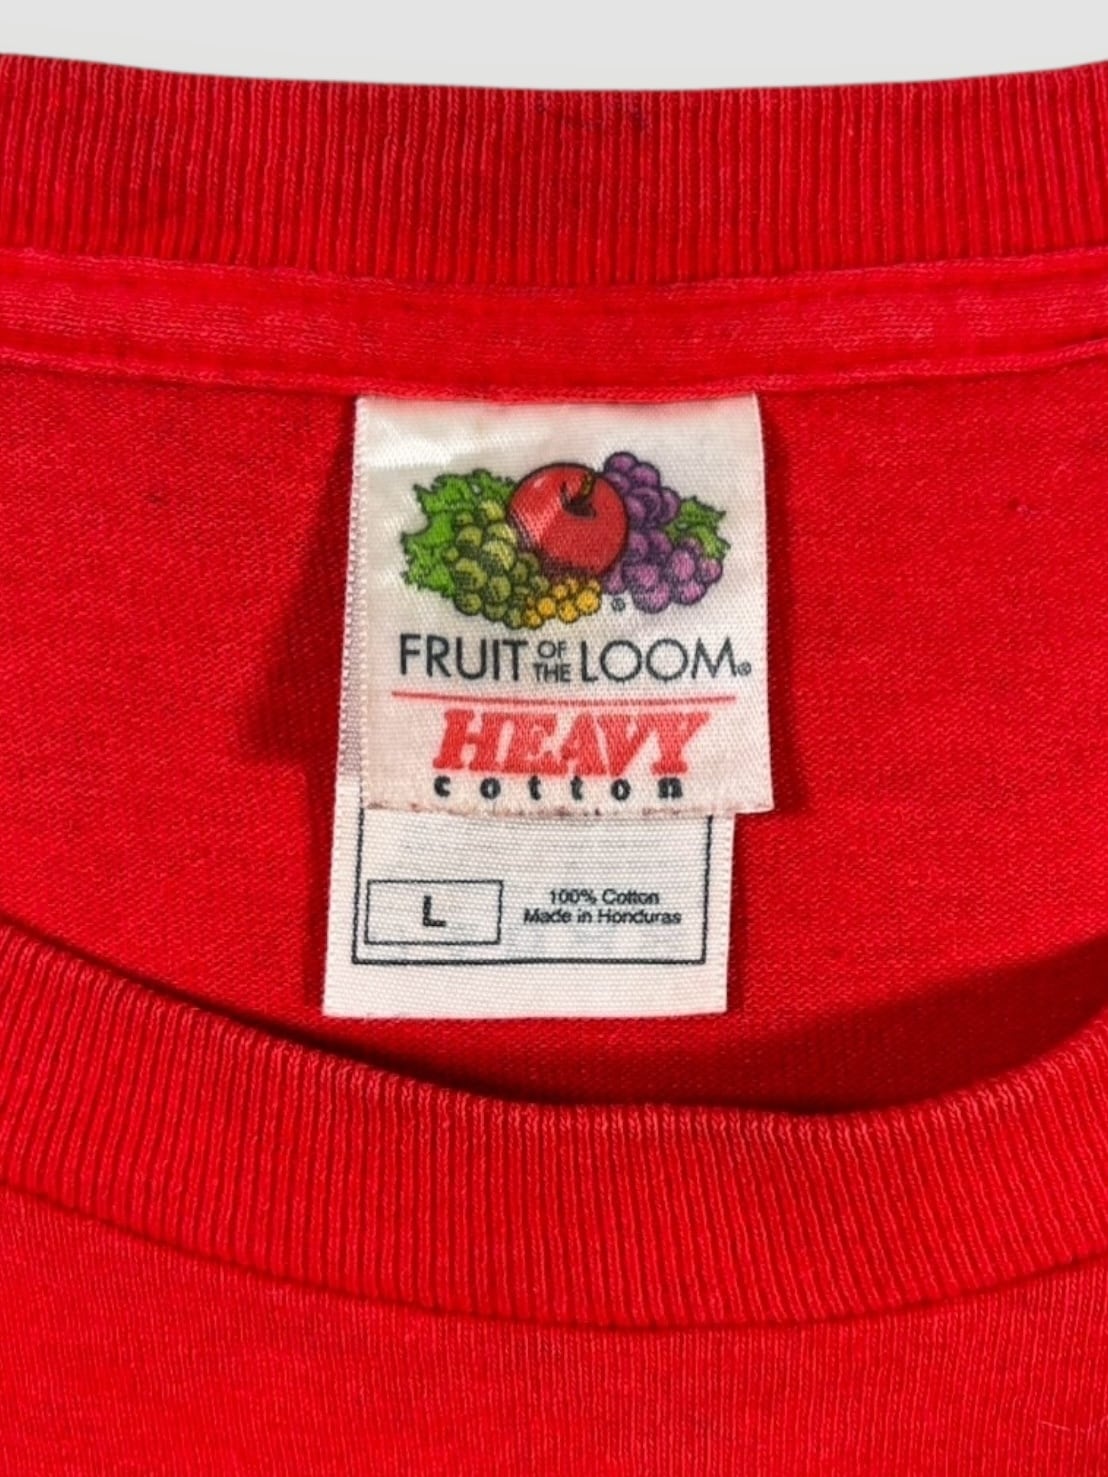 ®
FRUIT OF THE LOOM®
HEAVY
cotton
L
100% Cotton
Made in Honduras